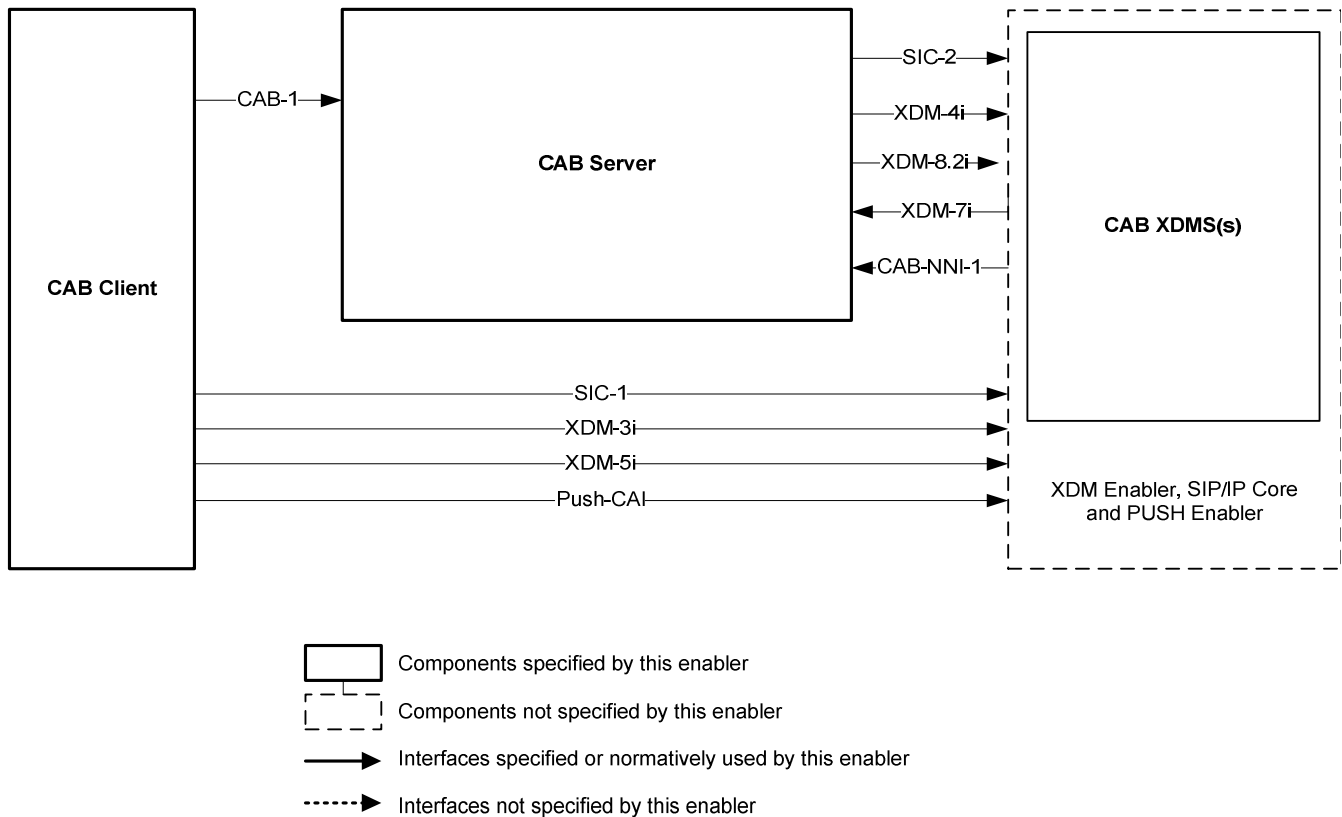 CAB Client
CAB-1
CAB Server
SIC-2
XDM-4i
XDM-8.2i
XDM-7i
CAB-NNI-1
CAB XDMS(s)
SIC-1
XDM-3i
XDM-5i
Push-CAI
XDM Enabler, SIP/IP Core
and PUSH Enabler
Components specified by this enabler
Components not specified by this enabler
Interfaces specified or normatively used by this enabler
Interfaces not specified by this enabler